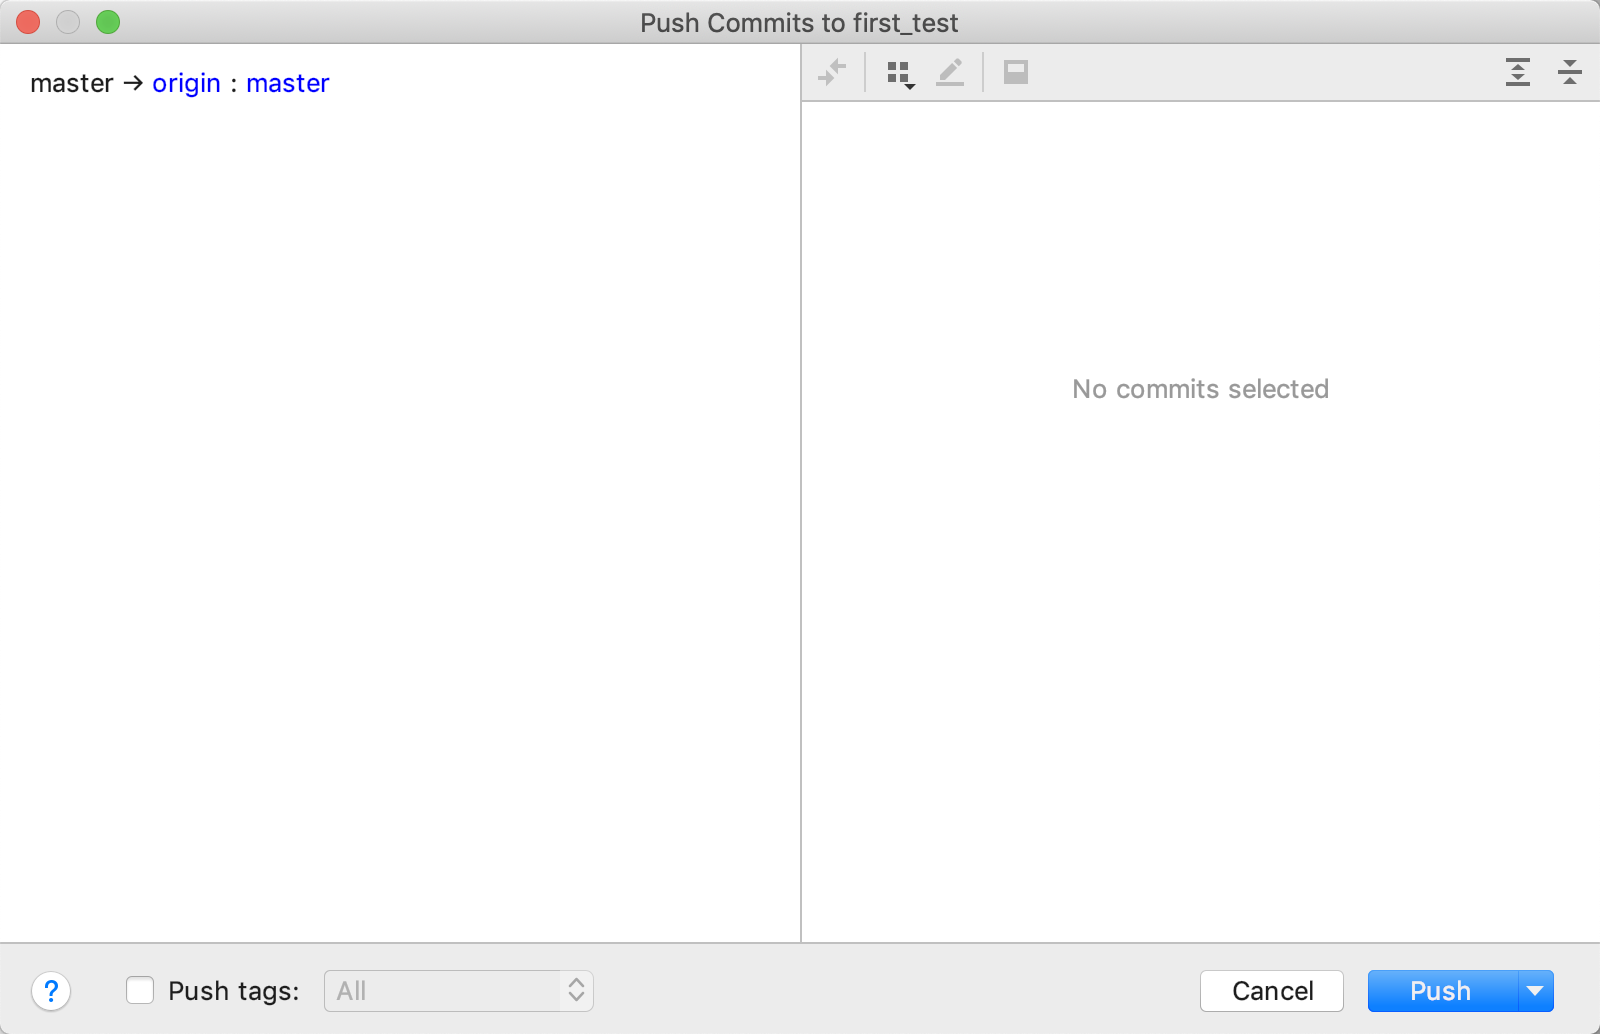 Push Commits to first_test
master → origin : master
No commits selected
? Push tags: All Cancel Push